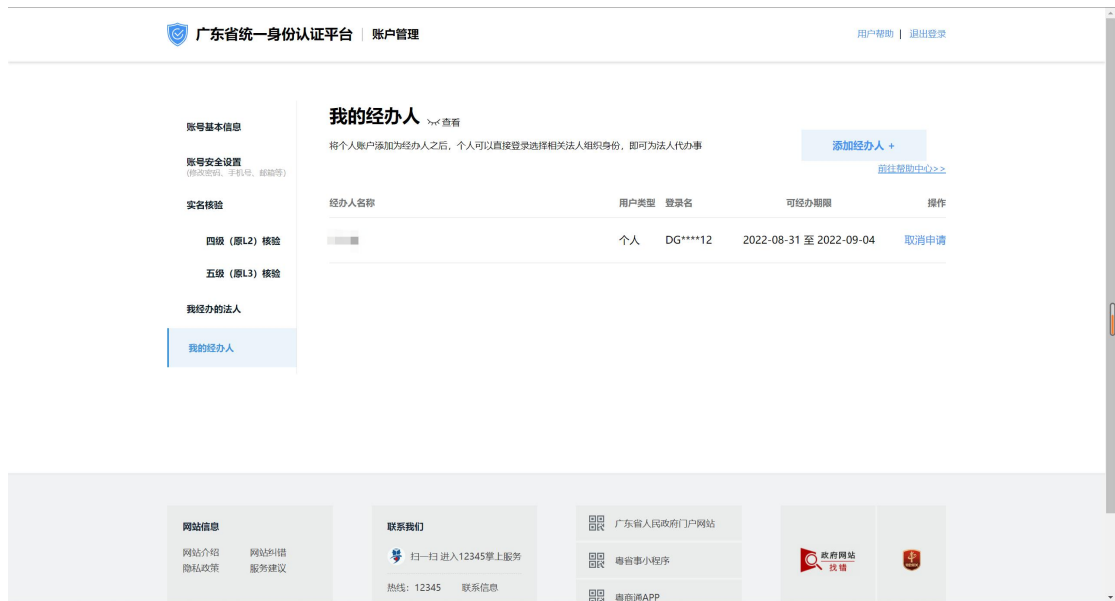 广东省统一身份认证平台 账户管理
用户帮助 | 退出登录
账号基本信息
账号安全设置
(修改密码、手机号、邮箱等)
实名核验
四级（原L2）核验
五级（原L3）核验
我经办的法人
我的经办人
我的经办人 查看
将个人账户添加为经办人之后，个人可以直接登录选择相关法人组织身份，即可为法人代办事
添加经办人 +
前往帮助中心>>
经办人名称 用户类型 登录名 可经办期限 操作
个人 DG****12 2022-08-31 至 2022-09-04 取消申请
网站信息
网站介绍 网站纠错
隐私政策 服务建议
联系我们
扫一扫 进入12345掌上服务
热线：12345 联系信息
广东省人民政府门户网站
粤省事小程序
粤商通APP
政府网站
找错